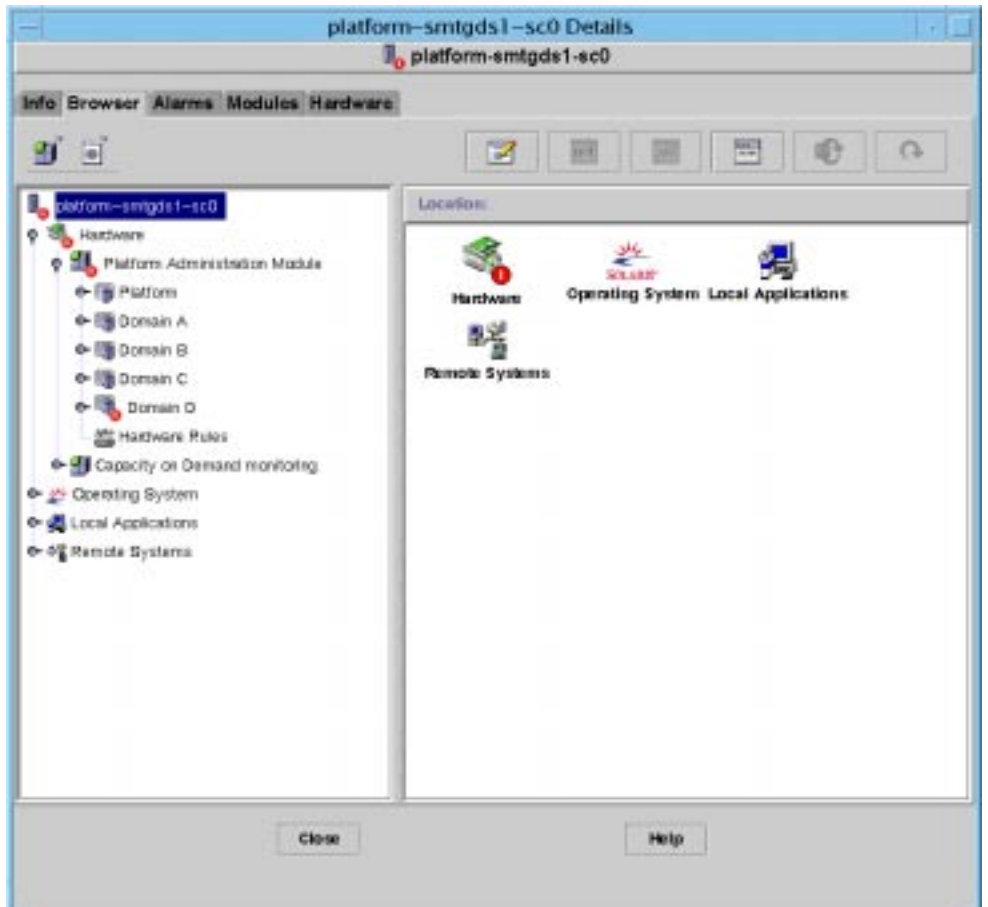 platform-smtgds1-sc0 Details
platform-smtgds1-sc0
Info Browser Alarms Modules Hardware
platform-smtgds1-sc0
Location:
Hardware
Platform Administration Module
Platform
Domain A
Domain B
Domain C
Domain D
Hardware Rules
Capacity on Demand monitoring
Operating System
Local Applications
Remote Systems
SOLARIS
Hardware Operating System Local Applications
Remote Systems
Close Help